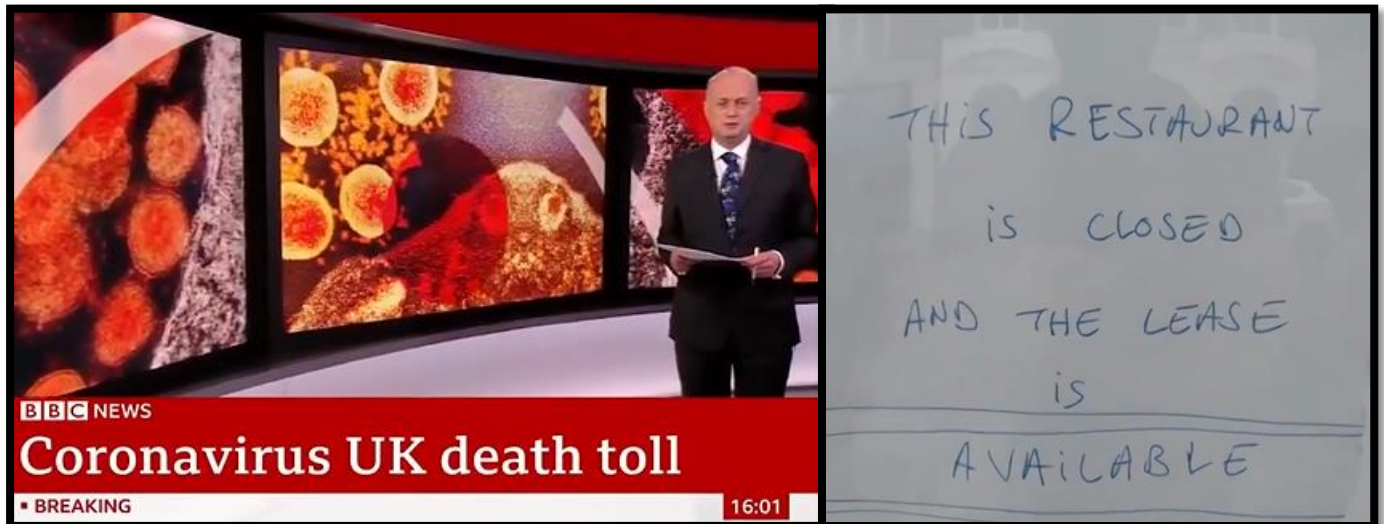 BBC NEWS
Coronavirus UK death toll
BREAKING
16:01
THiS RESTAURANT
iS CLOSED
AND THE LEASE
iS
AVAiLABLE